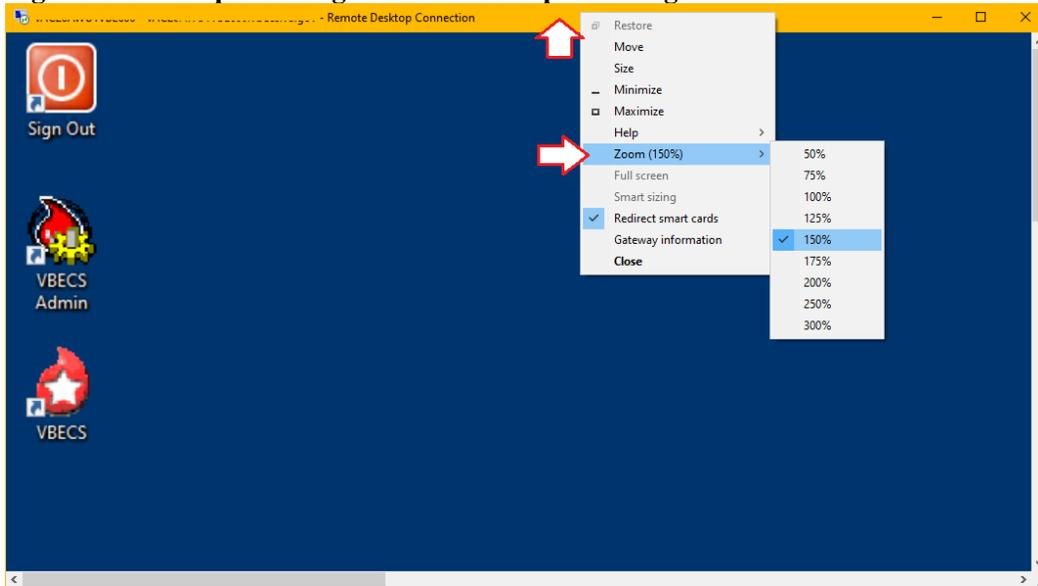 - Remote Desktop Connection
Restore
Move
Size
Minimize
Maximize
Help
Zoom (150%)
Full screen
Smart sizing
Redirect smart cards
Gateway information
Close
50%
75%
100%
125%
150%
175%
200%
250%
300%
Sign Out
VBECS
Admin
VBECS